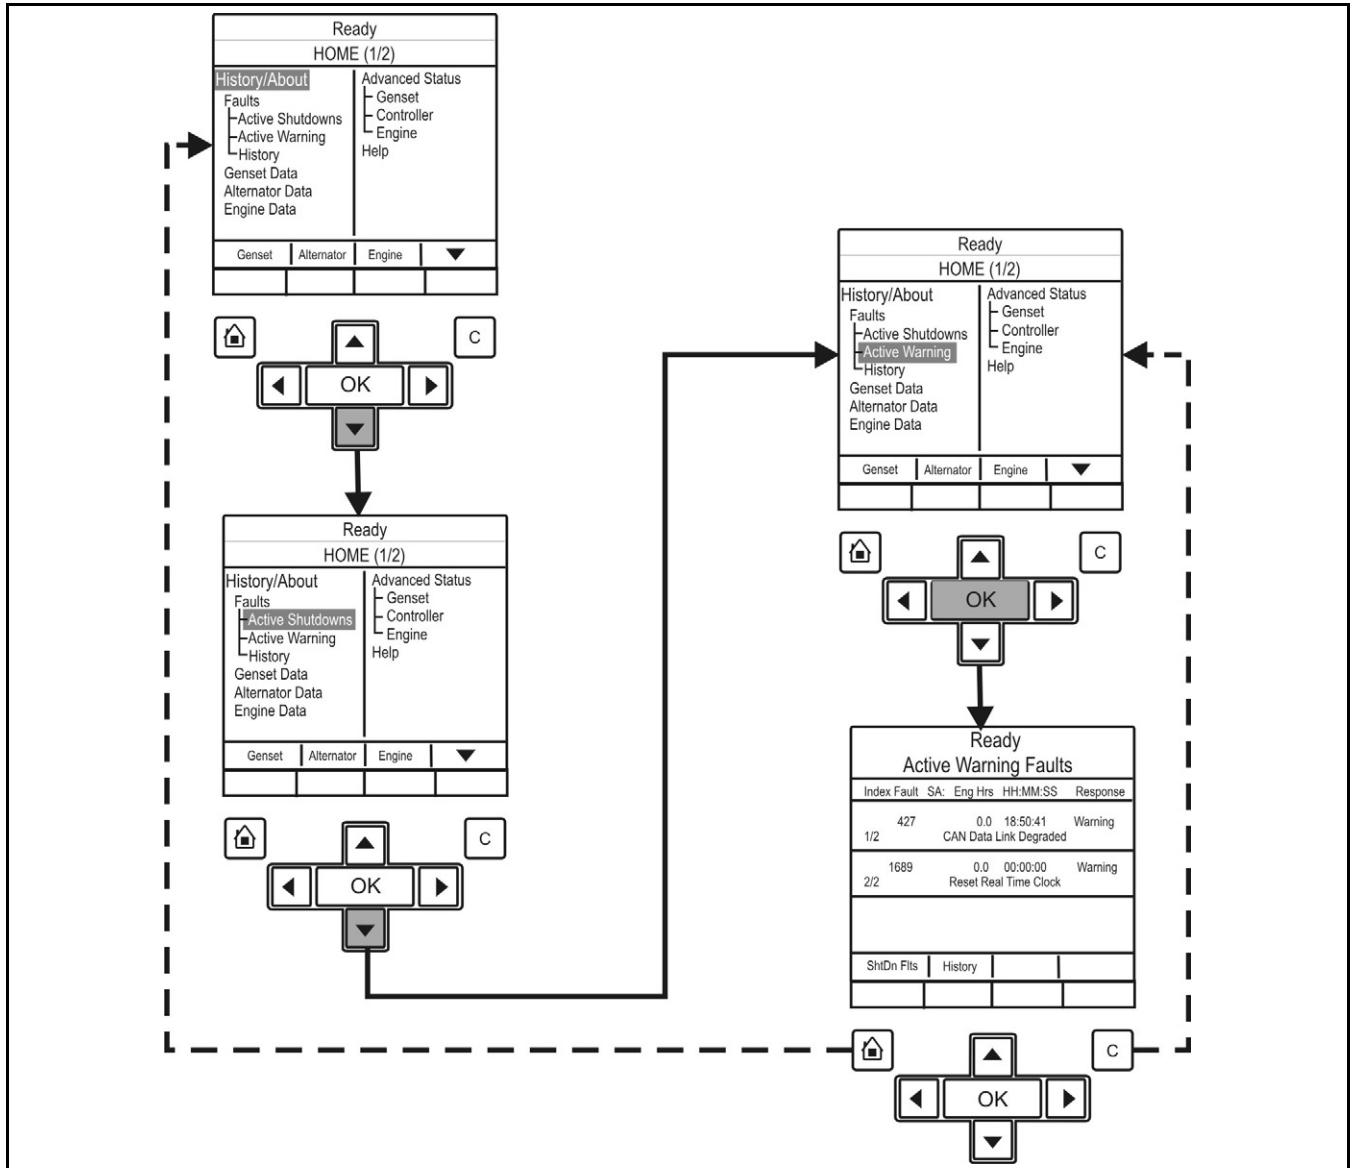 Ready
HOME (1/2)
History/About
Faults
Active Shutdowns
Active Warning
History
Genset Data
Alternator Data
Engine Data
Advanced Status
Genset
Controller
Engine
Help
Genset Alternator Engine
C
OK
Ready
HOME (1/2)
History/About
Faults
Active Shutdowns
Active Warning
History
Genset Data
Alternator Data
Engine Data
Advanced Status
Genset
Controller
Engine
Help
Genset Alternator Engine
C
OK
Ready
HOME (1/2)
History/About
Faults
Active Shutdowns
Active Warning
History
Genset Data
Alternator Data
Engine Data
Advanced Status
Genset
Controller
Engine
Help
Genset Alternator Engine
C
OK
Ready
Active Warning Faults
Index Fault SA: Eng Hrs HH:MM:SS Response
427 0.0 18:50:41 Warning
1/2 CAN Data Link Degraded
1689 0.0 00:00:00 Warning
2/2 Reset Real Time Clock
ShtDn Flts History
C
OK